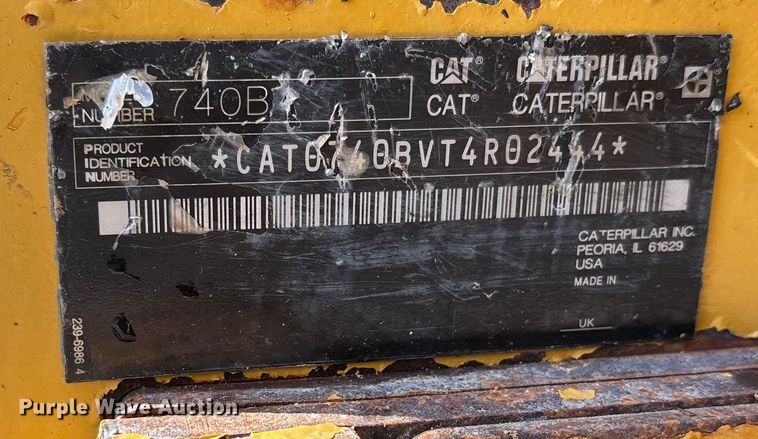 NUMBER 740B
CAT® CATERPILLAR
CAT® CATERPILLAR®
PRODUCT IDENTIFICATION NUMBER *CAT0740BVT4R02444*
CATERPILLAR INC.
PEORIA, IL 61629
USA
MADE IN
UK
239-6986 4
Purple Wave Auction